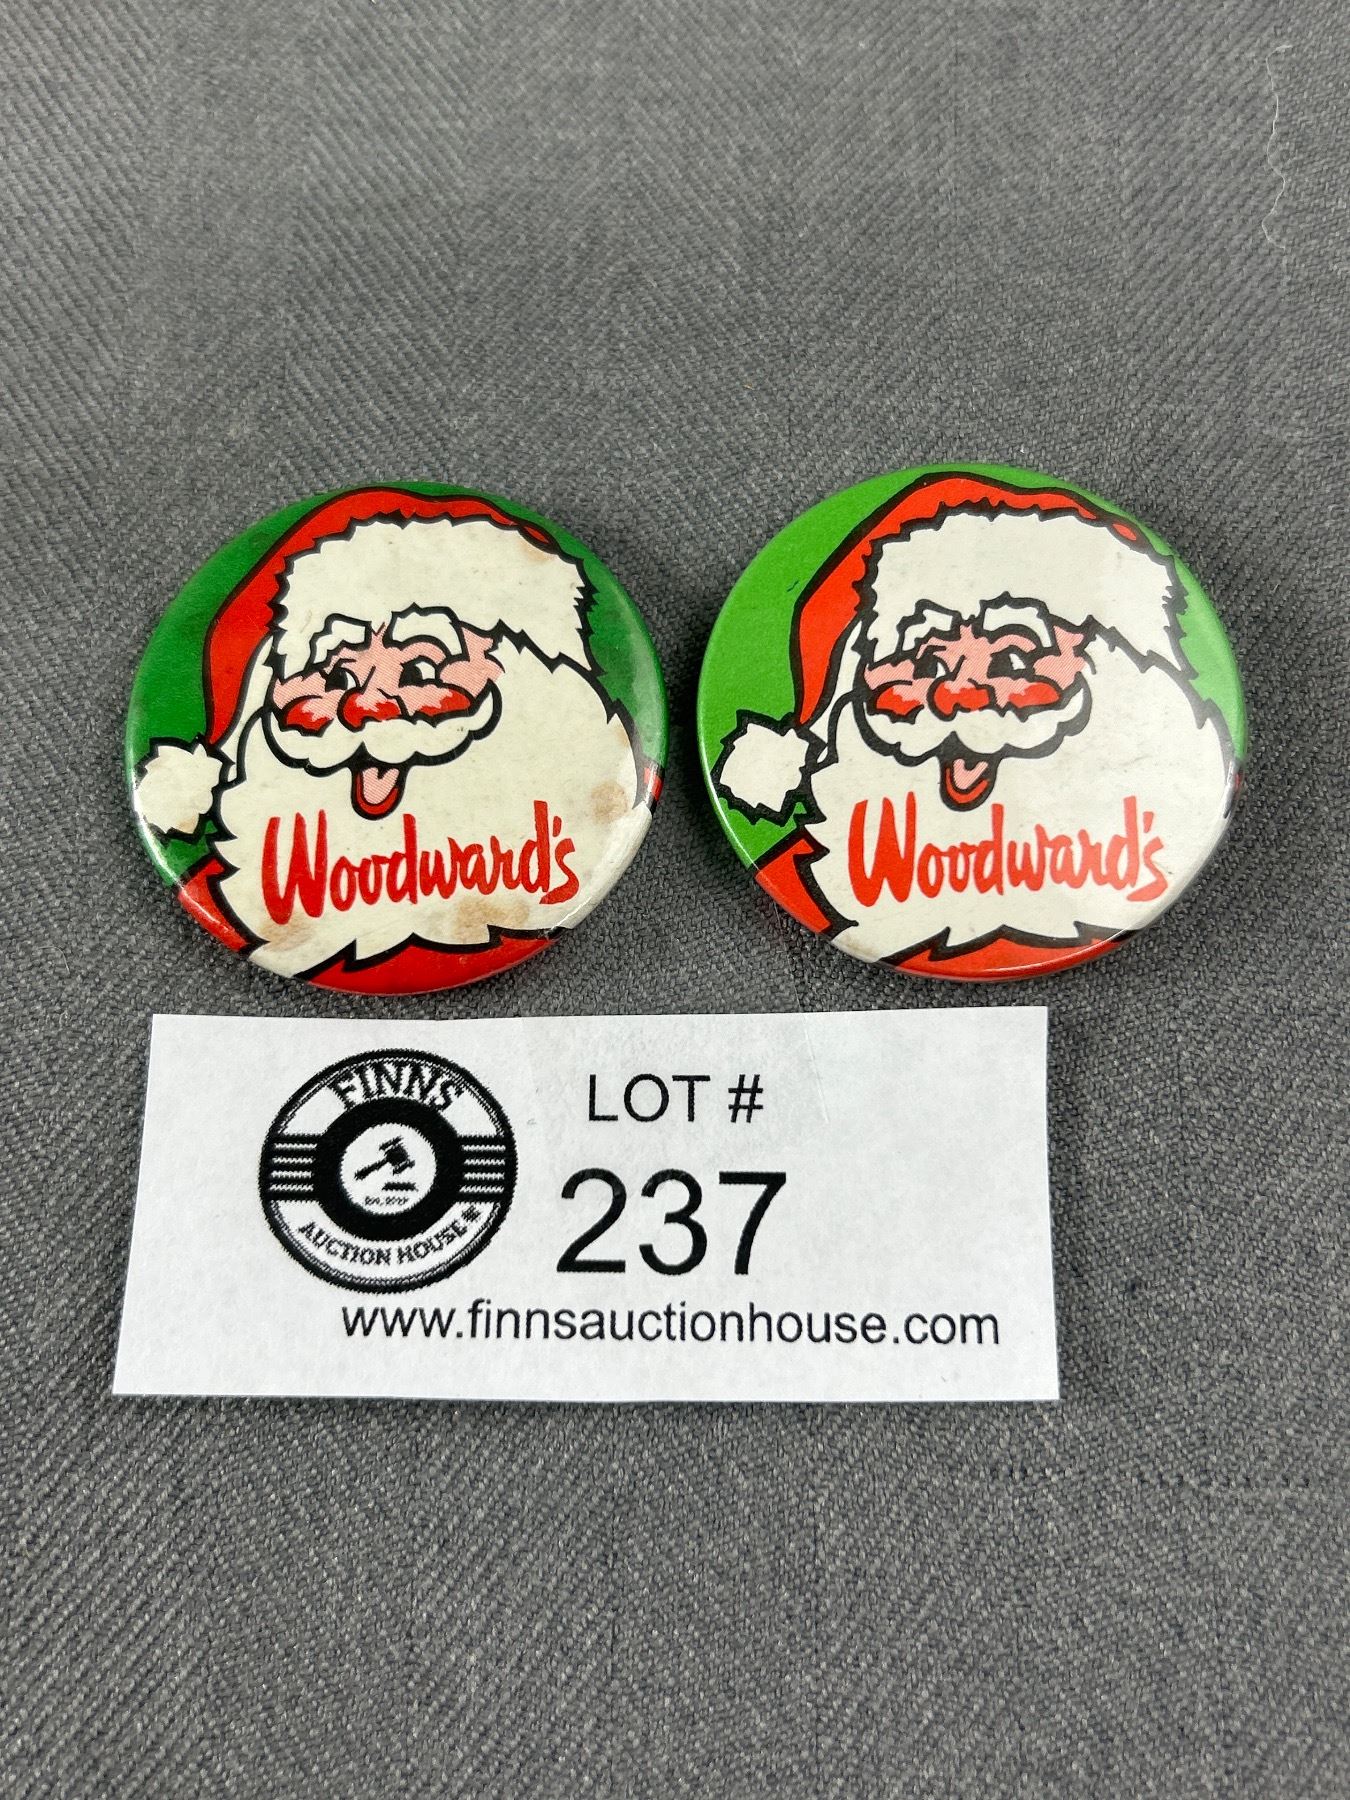 Woodward's
Woodward's
FINNS
AUCTION HOUSE
LOT #
237
www.finnsauctionhouse.com